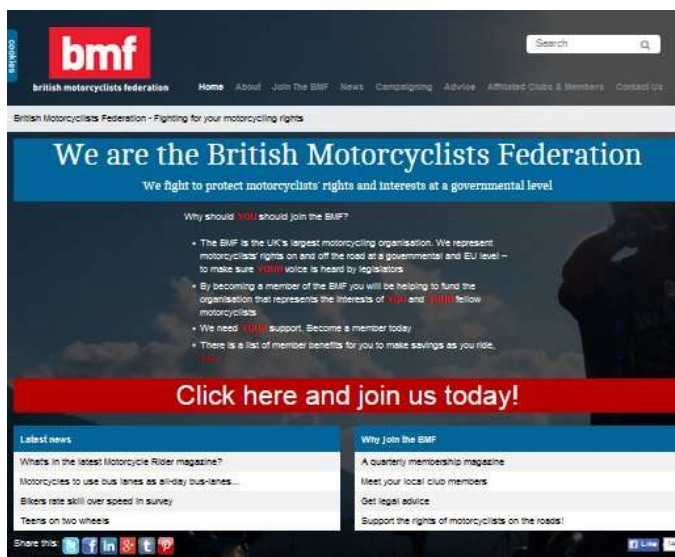 cookies
bmf
british motorcyclists federation
Search
Home About Join The BMF News Campaigning Advice Affiliated Clubs & Members Contact Us
British Motorcyclists Federation - Fighting for your motorcycling rights
We are the British Motorcyclists Federation
We fight to protect motorcyclists' rights and interests at a governmental level
Why should YOU should join the BMF?
• The BMF is the UK's largest motorcycling organisation. We represent
motorcyclists' rights on and off the road at a governmental and EU level –
to make sure YOUR voice is heard by legislators
• By becoming a member of the BMF you will be helping to fund the
organisation that represents the interests of YOU and YOUR fellow
motorcyclists
• We need YOUR support. Become a member today
• There is a list of member benefits for you to make savings as you ride,
Click here and join us today!
Latest news
What's in the latest Motorcycle Rider magazine?
Motorcycles to use bus lanes as all-day bus-lanes...
Bikers rate skill over speed in survey
Teens on two wheels
Why join the BMF
A quarterly membership magazine
Meet your local club members
Get legal advice
Support the rights of motorcyclists on the roads!
Share this:
Like